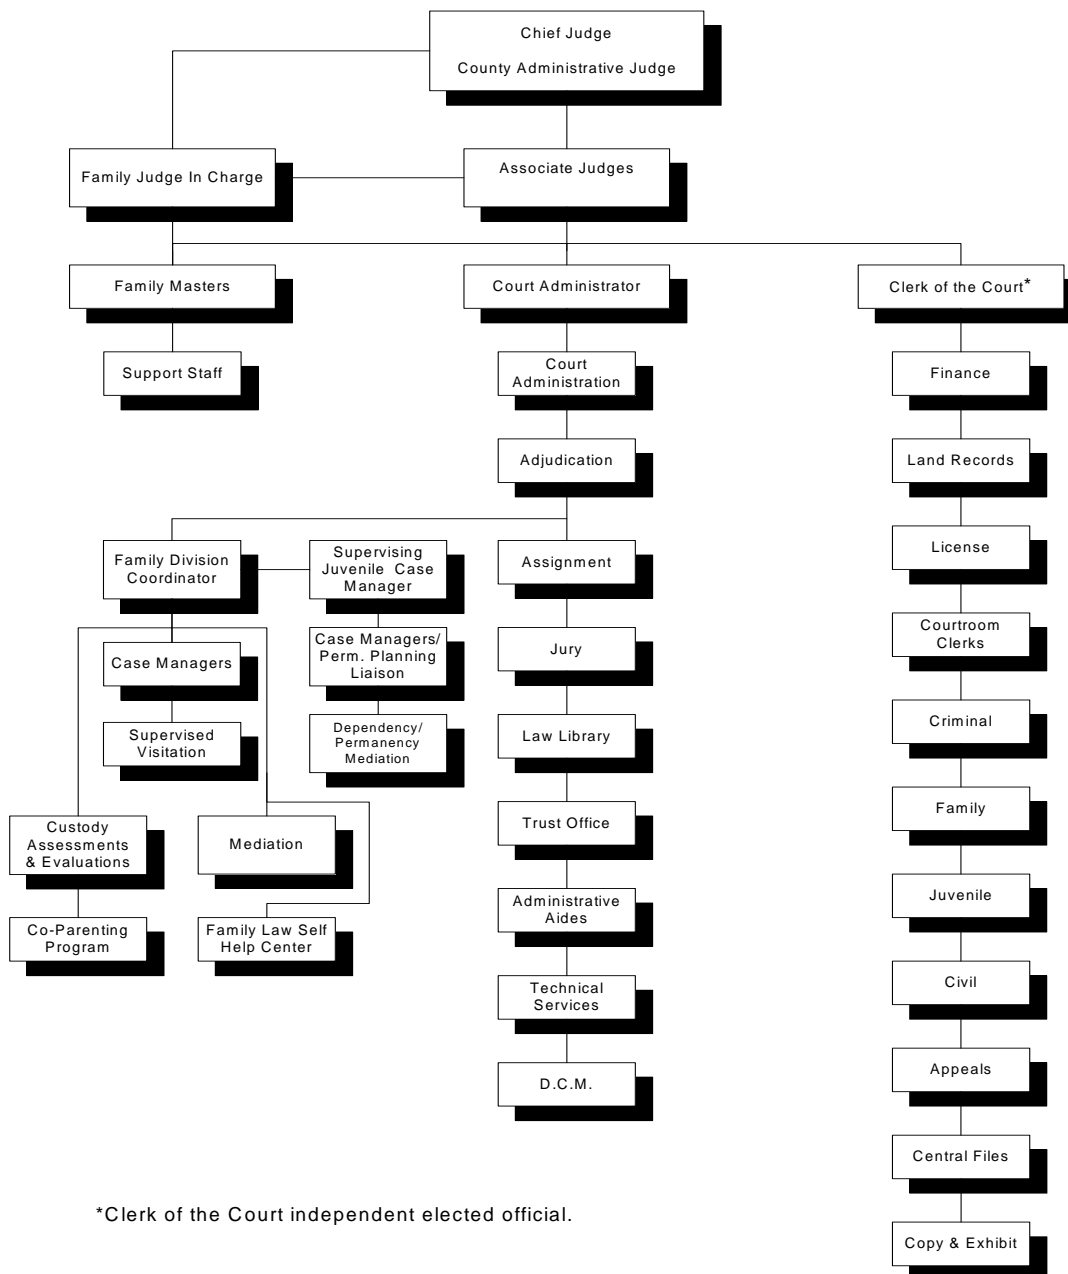 Chief Judge
County Administrative Judge
Family Judge In Charge
Associate Judges
Family Masters
Court Administrator
Clerk of the Court*
Support Staff
Court
Administration
Finance
Adjudication
Land Records
Family Division
Coordinator
Supervising
Juvenile Case
Manager
Assignment
License
Case Managers
Case Managers/
Perm. Planning
Liaison
Jury
Courtroom
Clerks
Supervised
Visitation
Dependency/
Permanency
Mediation
Law Library
Criminal
Custody
Assessments
& Evaluations
Mediation
Trust Office
Family
Co-Parenting
Program
Family Law Self
Help Center
Administrative
Aides
Juvenile
Technical
Services
Civil
D.C.M.
Appeals
Central Files
*Clerk of the Court independent elected official.
Copy & Exhibit